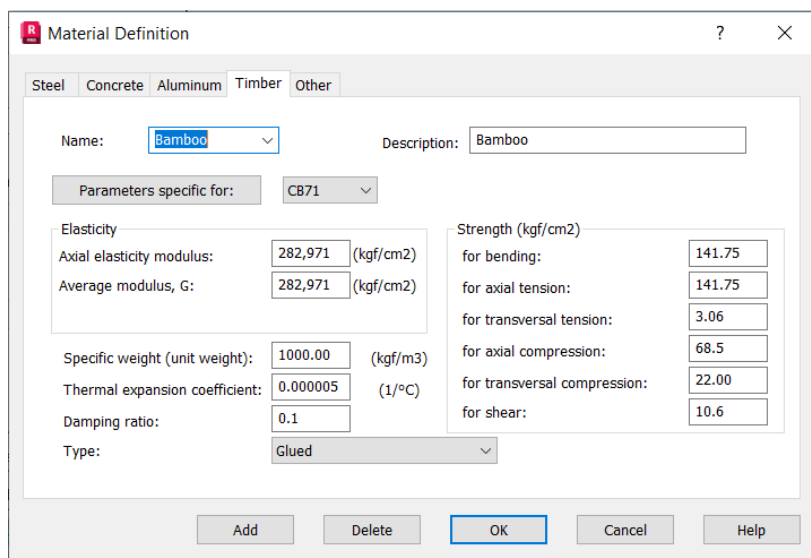 R
PRO
Material Definition
?
Steel Concrete Aluminum Timber Other
Name: Bamboo Description: Bamboo
Parameters specific for: CB71
Elasticity
Axial elasticity modulus: 282,971 (kgf/cm2)
Average modulus, G: 282,971 (kgf/cm2)
Specific weight (unit weight): 1000.00 (kgf/m3)
Thermal expansion coefficient: 0.000005 (1/°C)
Damping ratio: 0.1
Type: Glued
Strength (kgf/cm2)
for bending: 141.75
for axial tension: 141.75
for transversal tension: 3.06
for axial compression: 68.5
for transversal compression: 22.00
for shear: 10.6
Add Delete OK Cancel Help